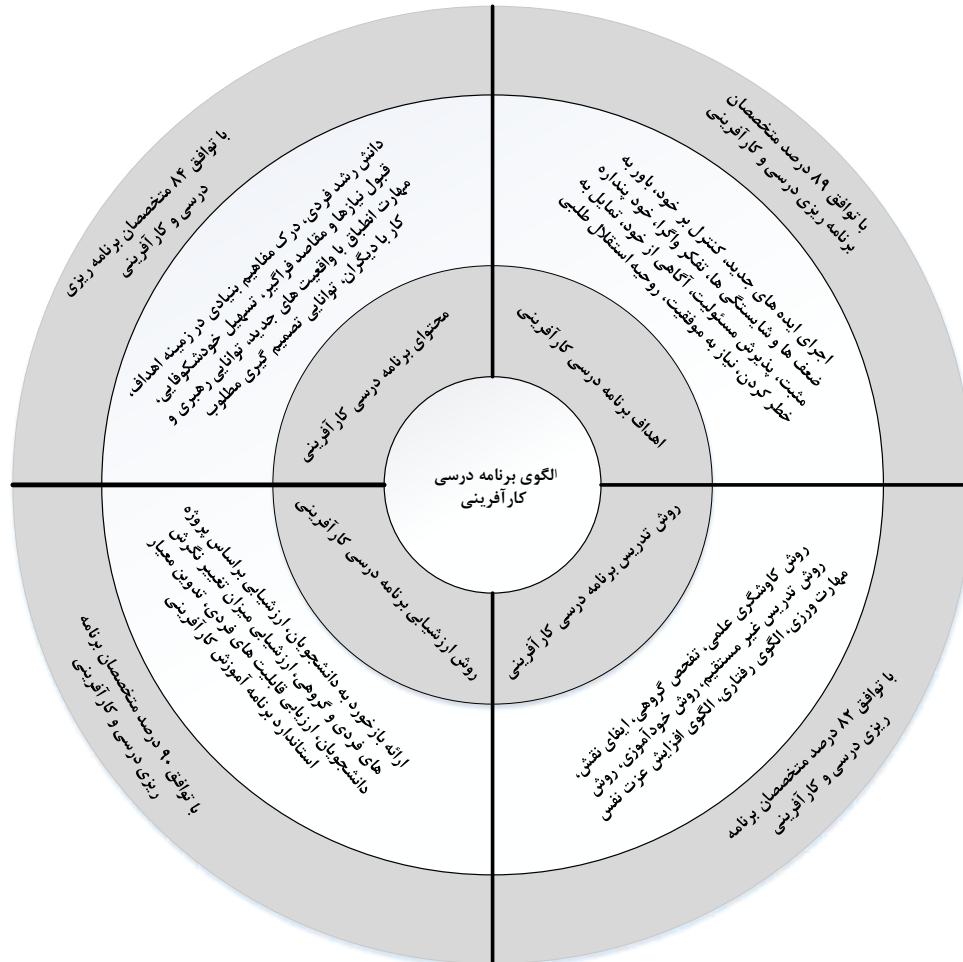 الگوی برنامه درسی
کارآفرینی
اهداف برنامه درسی کارآفرینی
اجرای ایده های جدید، کنترل بر خود، باور به
ضعف ها و شایستگی ها، تفکر واگرا، خود پنداره
مثبت، پذیرش مسئولیت، آگاهی از خود، تمایل به
خطر کردن، نیاز به موفقیت، روحیه استقلال طلبی
با توافق ۸۹ درصد متخصصان
برنامه ریزی درسی و کارآفرینی
محتوای برنامه درسی کارآفرینی
دانش رشد فردی، درک مفاهیم بنیادی در زمینه اهداف،
قبول نیازها و مقاصد فراگیر، تسهیل خودشکوفایی،
مهارت انطباق با واقعیت های جدید، توانایی رهبری و
کار با دیگران، توانایی تصمیم گیری مطلوب
با توافق ۸۴ متخصصان برنامه ریزی
درسی و کارآفرینی
روش تدریس برنامه درسی کارآفرینی
روش کاوشگری علمی، تفحص گروهی، ایفای نقش،
روش تدریس غیر مستقیم، روش خودآموزی، روش
مهارت ورزی، الگوی رفتاری، الگوی افزایش عزت نفس
با توافق ۸۲ درصد متخصصان برنامه
ریزی درسی و کارآفرینی
روش ارزشیابی برنامه درسی کارآفرینی
ارائه بازخورد به دانشجویان، ارزشیابی براساس پروژه
های فردی و گروهی، ارزشیابی میزان تغییر نگرش
دانشجویان، ارزیابی قابلیت های فردی، تدوین معیار
استاندارد برنامه آموزش کارآفرینی
با توافق ۹۰ درصد متخصصان برنامه
ریزی درسی و کارآفرینی